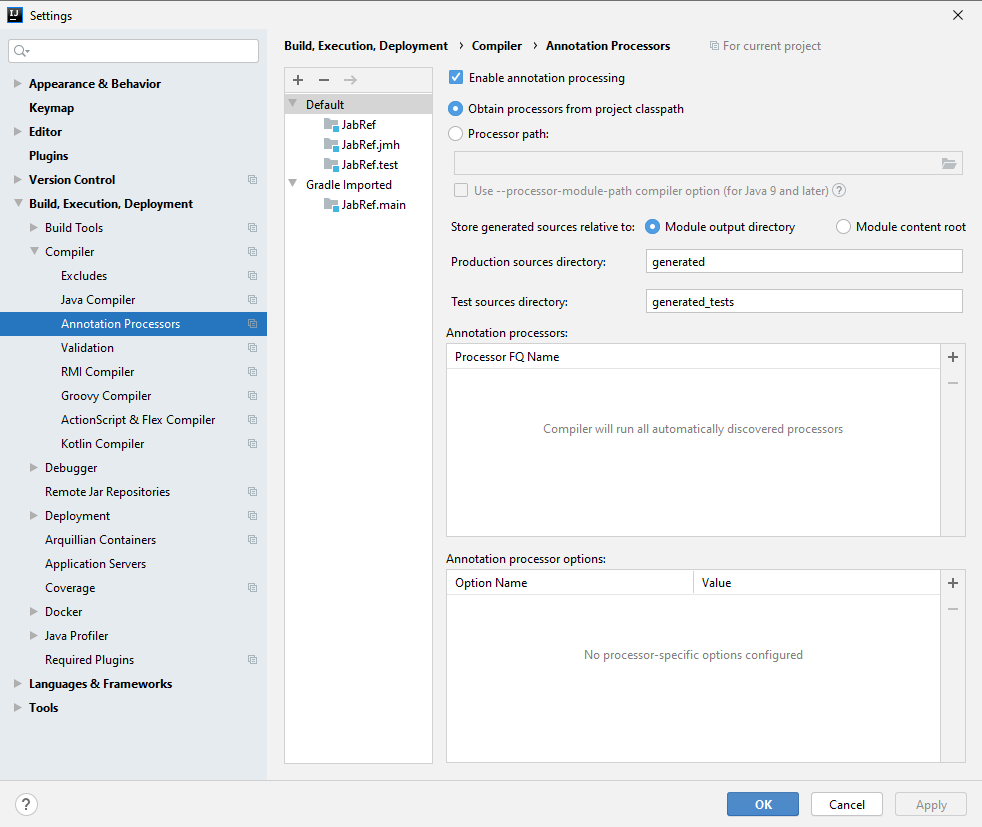 Settings
Appearance & Behavior
Keymap
Editor
Plugins
Version Control
Build, Execution, Deployment
Build Tools
Compiler
Excludes
Java Compiler
Annotation Processors
Validation
RMI Compiler
Groovy Compiler
ActionScript & Flex Compiler
Kotlin Compiler
Debugger
Remote Jar Repositories
Deployment
Arquillian Containers
Application Servers
Coverage
Docker
Java Profiler
Required Plugins
Languages & Frameworks
Tools
Build, Execution, Deployment › Compiler › Annotation Processors For current project
Default
JabRef
JabRef.jmh
JabRef.test
Gradle Imported
JabRef.main
Enable annotation processing
Obtain processors from project classpath
Processor path:
Use --processor-module-path compiler option (for Java 9 and later) ?
Store generated sources relative to: Module output directory Module content root
Production sources directory: generated
Test sources directory: generated_tests
Annotation processors:
Processor FQ Name
Compiler will run all automatically discovered processors
Annotation processor options:
Option Name Value
No processor-specific options configured
? OK Cancel Apply